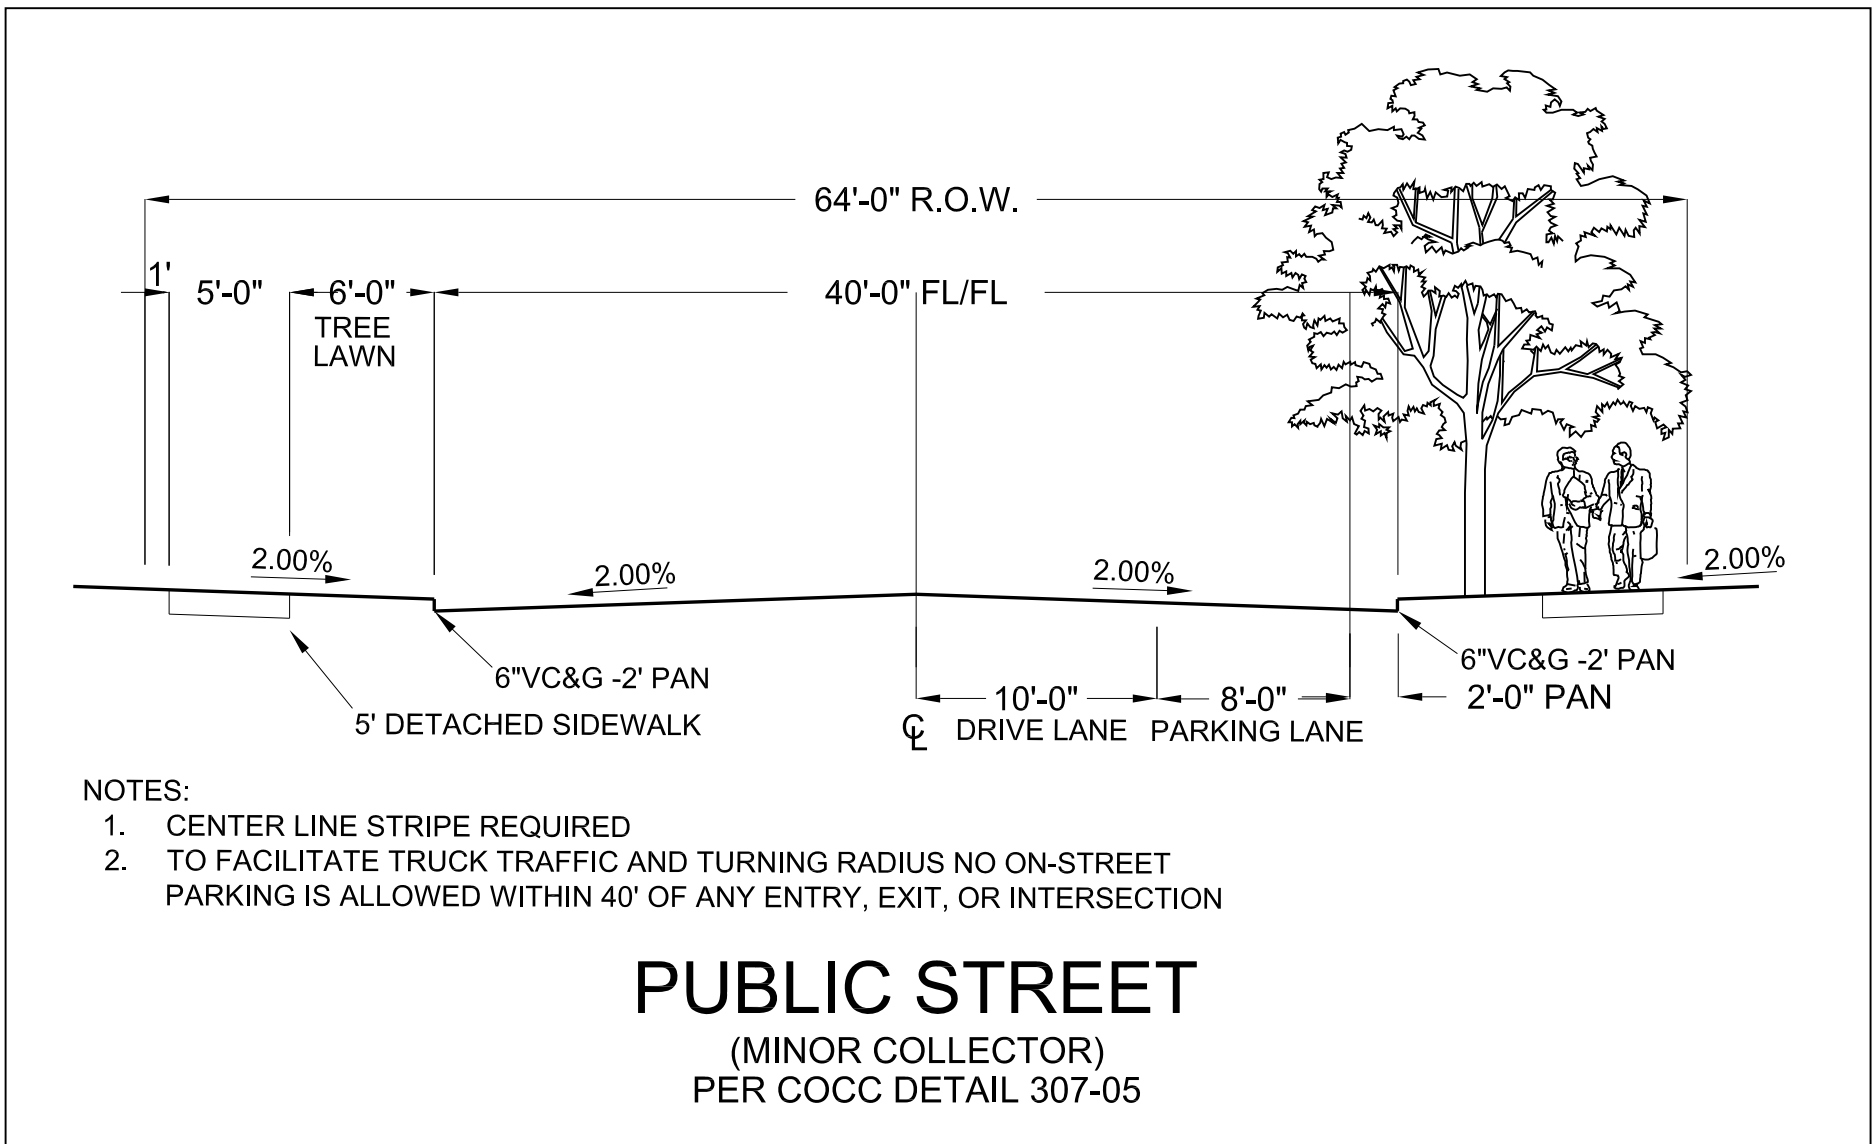 64'-0" R.O.W.
1'
5'-0"
6'-0"
TREE
LAWN
40'-0" FL/FL
2.00%
2.00%
2.00%
2.00%
6"VC&G -2' PAN
5' DETACHED SIDEWALK
6"VC&G -2' PAN
10'-0"
8'-0"
2'-0" PAN
CL
DRIVE LANE
PARKING LANE
NOTES:
1. CENTER LINE STRIPE REQUIRED
2. TO FACILITATE TRUCK TRAFFIC AND TURNING RADIUS NO ON-STREET
PARKING IS ALLOWED WITHIN 40' OF ANY ENTRY, EXIT, OR INTERSECTION
PUBLIC STREET
(MINOR COLLECTOR)
PER COCC DETAIL 307-05